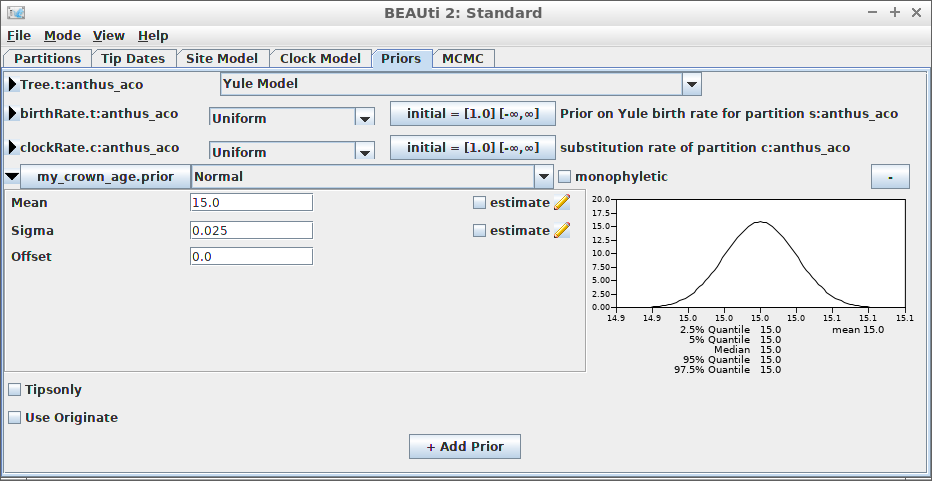 BEAUti 2: Standard
File Mode View Help
Partitions Tip Dates Site Model Clock Model Priors MCMC
Tree.t:anthus_aco Yule Model
birthRate.t:anthus_aco Uniform initial = [1.0] [-∞,∞] Prior on Yule birth rate for partition s:anthus_aco
clockRate.c:anthus_aco Uniform initial = [1.0] [-∞,∞] substitution rate of partition c:anthus_aco
my_crown_age.prior Normal monophyletic -
Mean 15.0 estimate
Sigma 0.025 estimate
Offset 0.0
20.0
17.5
15.0
12.5
10.0
7.50
5.00
2.50
0.00
14.9 14.9 15.0 15.0 15.0 15.0 15.1 15.1 15.1
2.5% Quantile 15.0 mean 15.0
5% Quantile 15.0
Median 15.0
95% Quantile 15.0
97.5% Quantile 15.0
Tipsonly
Use Originate
+ Add Prior